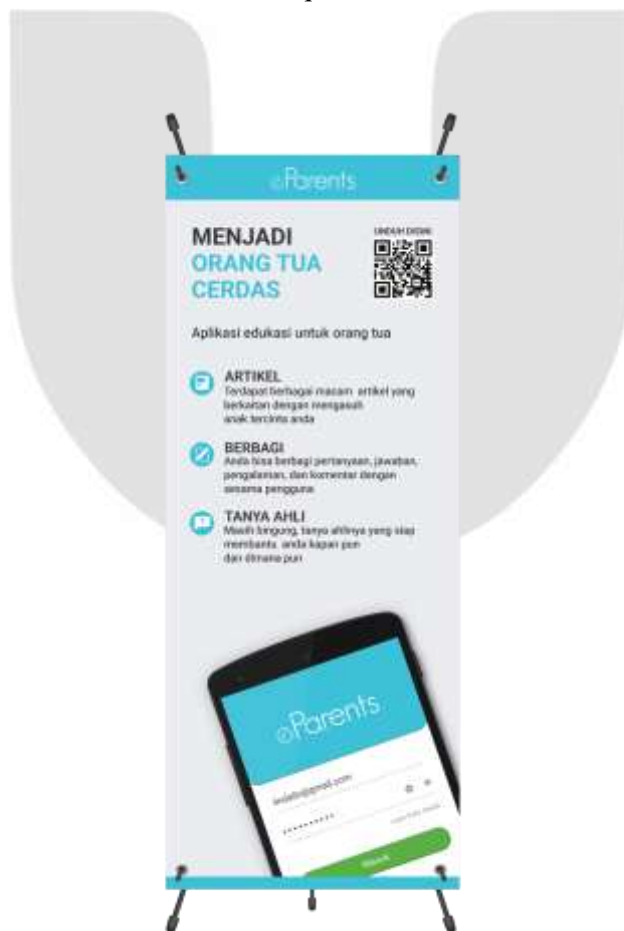 eParents
MENJADI
ORANG TUA
CERDAS
UNDUH DISINI
Aplikasi edukasi untuk orang tua
ARTIKEL
Terdapat berbagai macam artikel yang
berkaitan dengan mengasuh
anak tercinta anda
BERBAGI
Anda bisa berbagi pertanyaan, jawaban,
pengalaman, dan komentar dengan
sesama pengguna
TANYA AHLI
Masih bingung, tanya ahlinya yang siap
membantu anda kapan pun
dan dimana pun
eParents